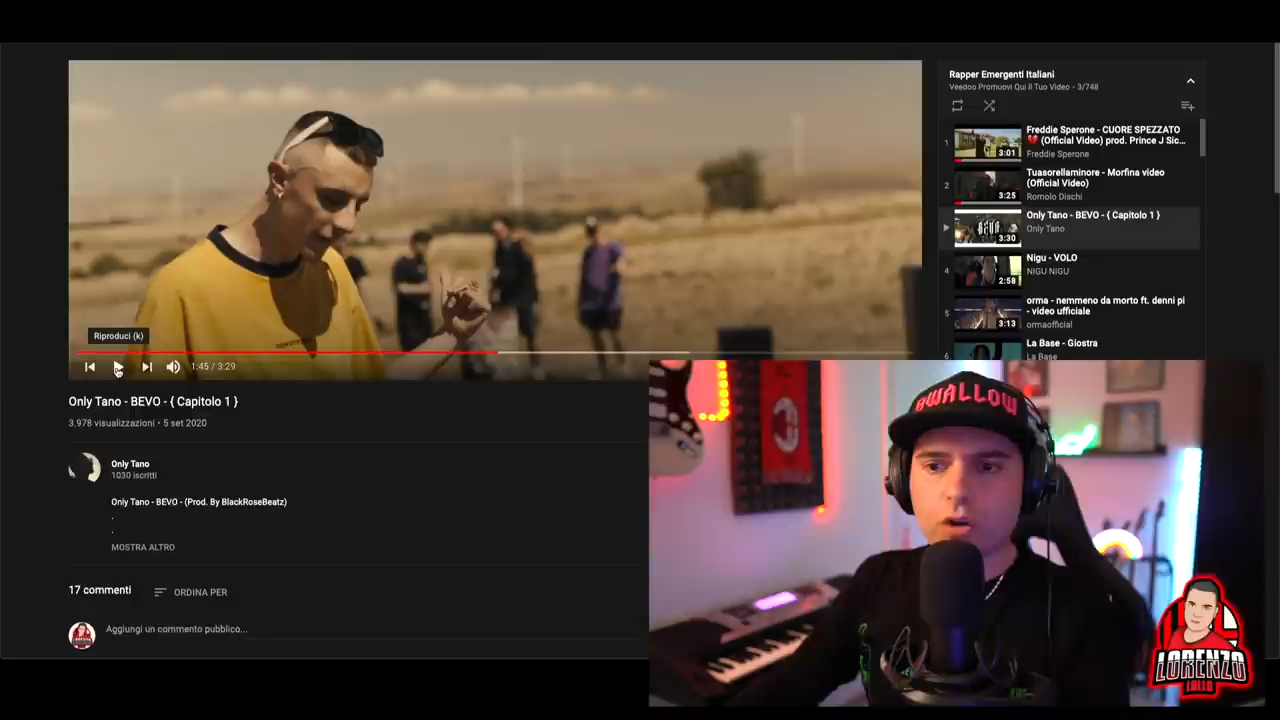 Riproduci (k)
1:45 / 3:29
Only Tano - BEVO - { Capitolo 1 }
3.978 visualizzazioni • 5 set 2020
Only Tano
1030 iscritti
Only Tano - BEVO - (Prod. By BlackRoseBeatz)
.
.
MOSTRA ALTRO
17 commenti
ORDINA PER
Aggiungi un commento pubblico...
Rapper Emergenti Italiani
Veedoo Promuovi Qui Il Tuo Video - 3/748
1
3:01
Freddie Sperone - CUORE SPEZZATO
💔 (Official Video) prod. Prince J Sic...
Freddie Sperone
2
3:25
Tuasorellaminore - Morfina video
(Official Video)
Romolo Dischi
BEVO
3:30
Only Tano - BEVO - { Capitolo 1 }
Only Tano
4
2:58
Nigu - VOLO
NIGU NIGU
5
3:13
orma - nemmeno da morto ft. denni pi
- video ufficiale
ormaofficial
6
La Base - Giostra
La Base
SWALLOW
LORENZO
LALLO